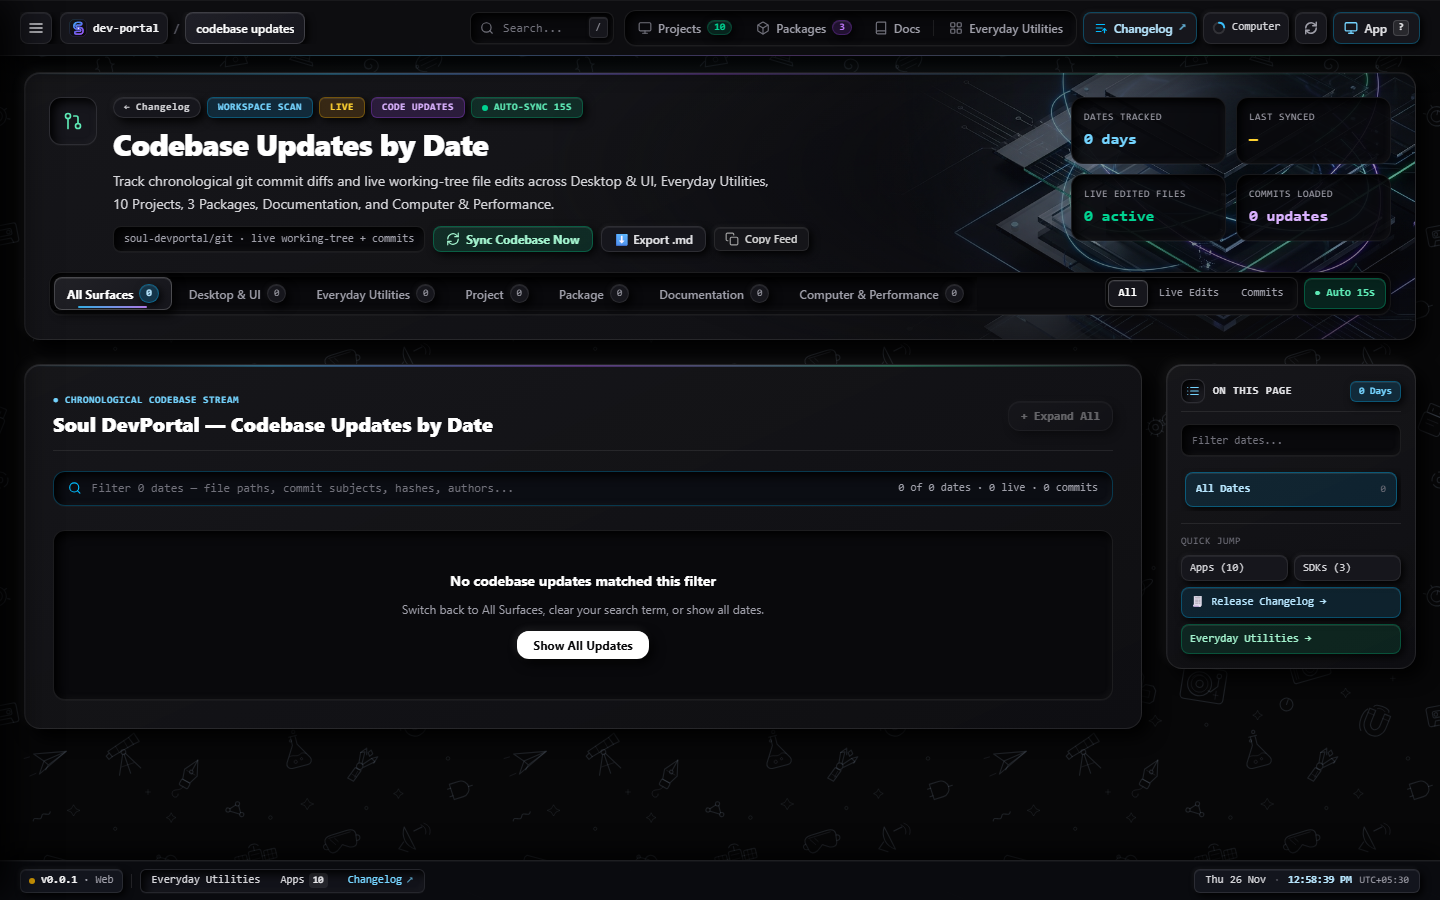 dev-portal / codebase updates
Search... /
Projects 10
Packages 3
Docs
Everyday Utilities
Changelog ↗
Computer
App ?
← Changelog
WORKSPACE SCAN
LIVE
CODE UPDATES
● AUTO-SYNC 15S
Codebase Updates by Date
Track chronological git commit diffs and live working-tree file edits across Desktop & UI, Everyday Utilities,
10 Projects, 3 Packages, Documentation, and Computer & Performance.
soul-devportal/git · live working-tree + commits
Sync Codebase Now
⬇️ Export .md
Copy Feed
DATES TRACKED
0 days
LAST SYNCED
—
LIVE EDITED FILES
0 active
COMMITS LOADED
0 updates
All Surfaces 0
Desktop & UI 0
Everyday Utilities 0
Project 0
Package 0
Documentation 0
Computer & Performance 0
All
Live Edits
Commits
● Auto 15s
● CHRONOLOGICAL CODEBASE STREAM
Soul DevPortal — Codebase Updates by Date
+ Expand All
Filter 0 dates — file paths, commit subjects, hashes, authors...
0 of 0 dates · 0 live · 0 commits
No codebase updates matched this filter
Switch back to All Surfaces, clear your search term, or show all dates.
Show All Updates
ON THIS PAGE
0 Days
Filter dates...
All Dates 0
QUICK JUMP
Apps (10)
SDKs (3)
Release Changelog →
Everyday Utilities →
● v0.0.1 · Web
Everyday Utilities
Apps 10
Changelog ↗
Thu 26 Nov · 12:58:39 PM UTC+05:30